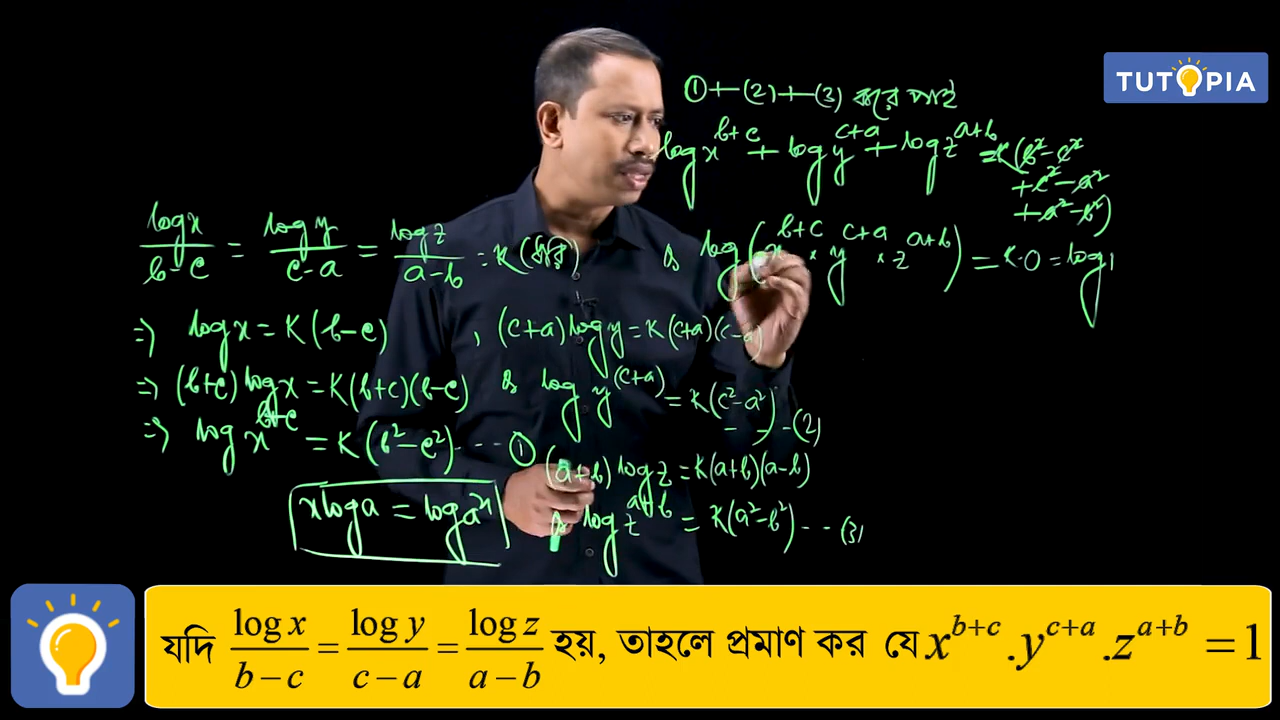 TUTOPIA
①+(2)+(3) করে পাই
log x^{b+c} + log y^{c+a} + log z^{a+b} = K(b²-c²
+c²-a²
+a²-b²)
log(x^{b+c} × y^{c+a} × z^{a+b}) = K.0 = log 1
log x / b-c = log y / c-a = log z / a-b = K (ধরি)
⇒ log x = K(b-c)
⇒ (b+c) log x = K(b+c)(b-c)
⇒ log x^{b+c} = K(b²-c²) --- ①
x log a = log a^x
, (c+a) log y = K(c+a)(c-a)
log y^{(c+a)} = K(c²-a²)
---(2)
(a+b) log z = K(a+b)(a-b)
log z^{a+b} = K(a²-b²) --- (3)
যদি log x / b-c = log y / c-a = log z / a-b হয়, তাহলে প্রমাণ কর যে x^{b+c}.y^{c+a}.z^{a+b} = 1